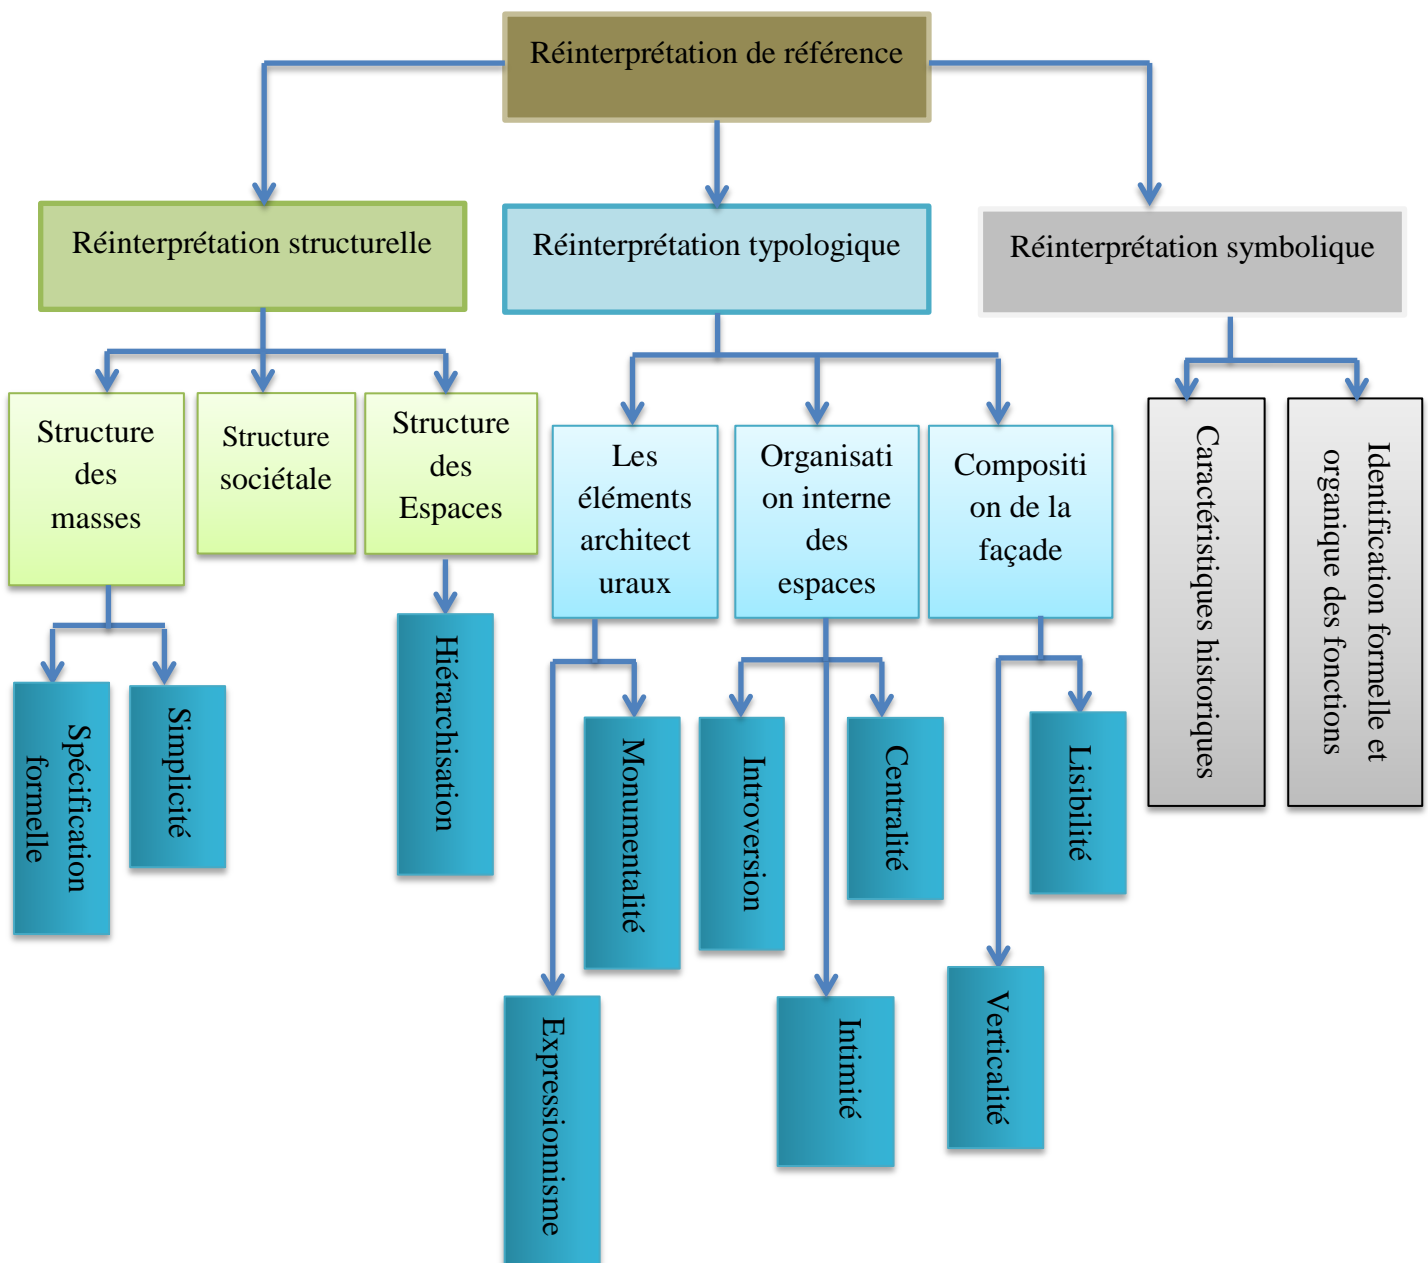 Réinterprétation de référence
Réinterprétation structurelle
Réinterprétation typologique
Réinterprétation symbolique
Structure
des
masses
Structure
sociétale
Structure
des
Espaces
Les
éléments
architect
uraux
Organisati
on interne
des
espaces
Compositi
on de la
façade
Caractéristiques historiques
Identification formelle et
organique des fonctions
Spécification
formelle
Simplicité
Hiérarchisation
Expressionnisme
Monumentalité
Introversion
Intimité
Centralité
Verticalité
Lisibilité